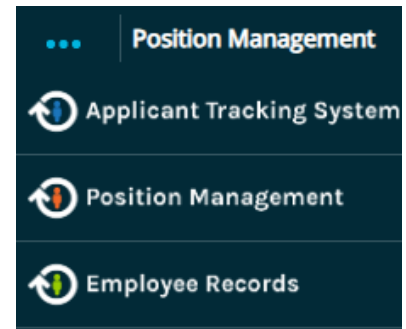 Position Management
Applicant Tracking System
Position Management
Employee Records